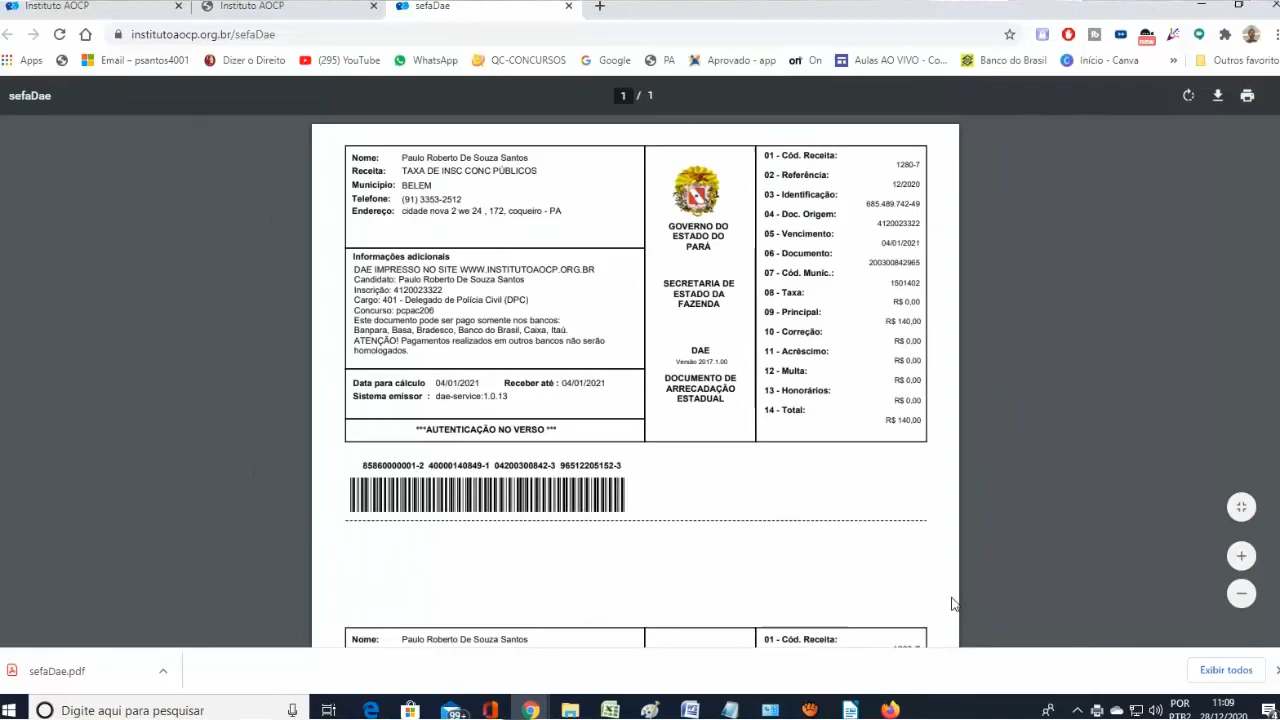 Instituto AOCP
Instituto AOCP
sefaDae
institutoaocp.org.br/sefaDae
new
Apps
Email – psantos4001
Dizer o Direito
(295) YouTube
WhatsApp
QC-CONCURSOS
Google
PA
Aprovado - app
on On
Aulas AO VIVO - Co...
Banco do Brasil
Início - Canva
»
Outros favorito
sefaDae
1 / 1
Nome: Paulo Roberto De Souza Santos
Receita: TAXA DE INSC CONC PÚBLICOS
Município: BELEM
Telefone: (91) 3353-2512
Endereço: cidade nova 2 we 24 , 172, coqueiro - PA
Informações adicionais
DAE IMPRESSO NO SITE WWW.INSTITUTOAOCP.ORG.BR
Candidato: Paulo Roberto De Souza Santos
Inscrição: 4120023322
Cargo: 401 - Delegado de Polícia Civil (DPC)
Concurso: pcpac206
Este documento pode ser pago somente nos bancos:
Banpara, Basa, Bradesco, Banco do Brasil, Caixa, Itaú.
ATENÇÃO! Pagamentos realizados em outros bancos não serão
homologados.
Data para cálculo 04/01/2021 Receber até : 04/01/2021
Sistema emissor : dae-service:1.0.13
***AUTENTICAÇÃO NO VERSO ***
GOVERNO DO
ESTADO DO
PARÁ
SECRETARIA DE
ESTADO DA
FAZENDA
DAE
Versão 2017.1.00
DOCUMENTO DE
ARRECADAÇÃO
ESTADUAL
01 - Cód. Receita:
1280-7
02 - Referência:
12/2020
03 - Identificação:
685.489.742-49
04 - Doc. Origem:
4120023322
05 - Vencimento:
04/01/2021
06 - Documento:
200300842965
07 - Cód. Munic.:
1501402
08 - Taxa:
R$ 0,00
09 - Principal:
R$ 140,00
10 - Correção:
R$ 0,00
11 - Acréscimo:
R$ 0,00
12 - Multa:
R$ 0,00
13 - Honorários:
R$ 0,00
14 - Total:
R$ 140,00
85860000001-2 40000140849-1 04200300842-3 96512205152-3
Nome: Paulo Roberto De Souza Santos
01 - Cód. Receita:
sefaDae.pdf
Exibir todos
Digite aqui para pesquisar
99+
POR
PTB2
11:09
28/12/2020